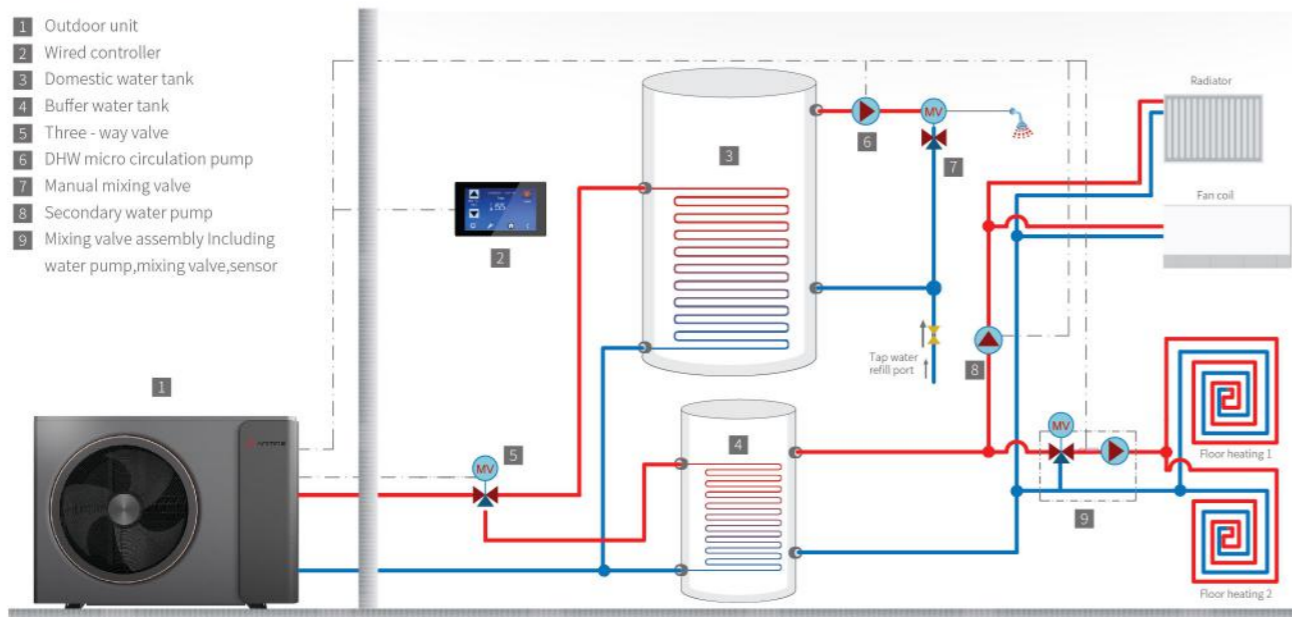 1 Outdoor unit
2 Wired controller
3 Domestic water tank
4 Buffer water tank
5 Three - way valve
6 DHW micro circulation pump
7 Manual mixing valve
8 Secondary water pump
9 Mixing valve assembly Including
water pump,mixing valve,sensor
Radiator
MV
6
3
7
Fan coil
2
Tap water
refill port
8
1
4
MV
5
MV
Floor heating 1
9
Floor heating 2